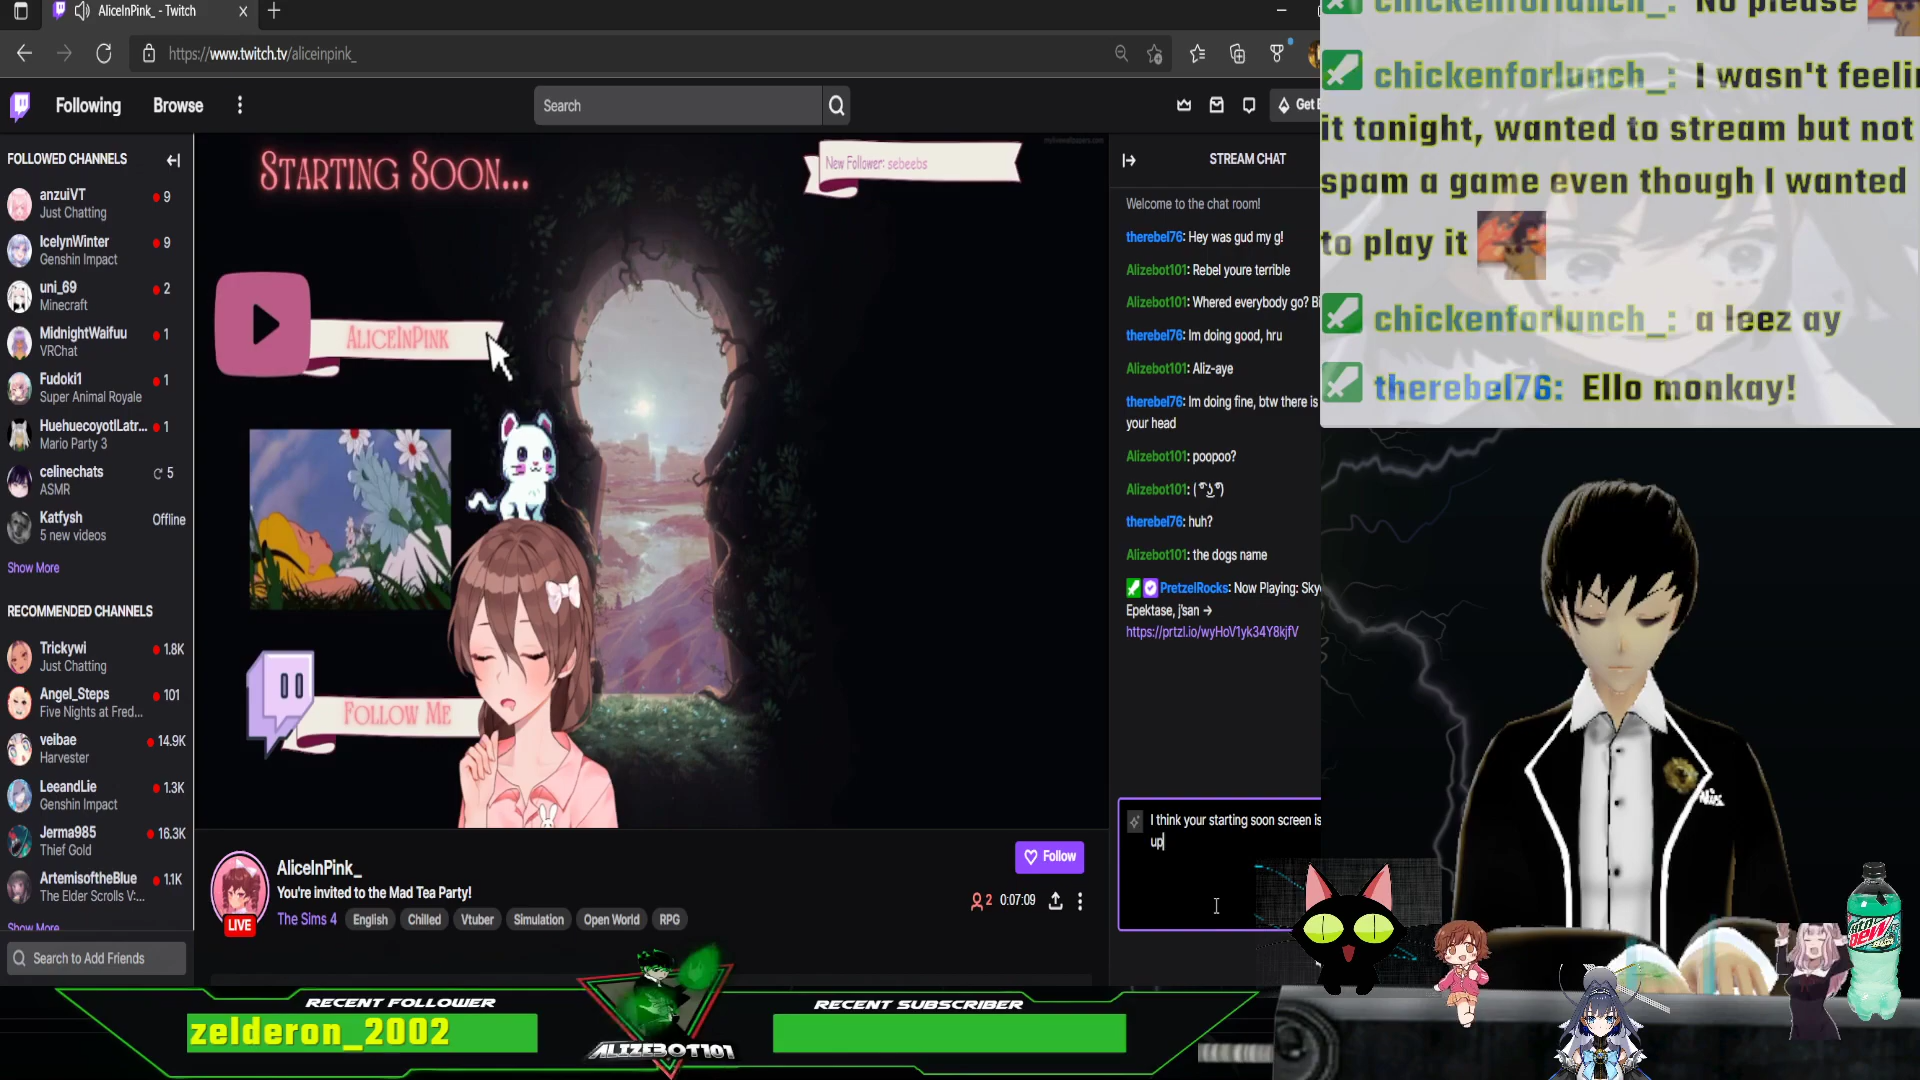 AliceInPink_ - Twitch
https://www.twitch.tv/aliceinpink_
Following
Browse
Search
Get
FOLLOWED CHANNELS
anzuiVT
9
Just Chatting
IcelynWinter
9
Genshin Impact
uni_69
2
Minecraft
MidnightWaifuu
1
VRChat
Fudoki1
1
Super Animal Royale
HuehuecoyotlLatr...
1
Mario Party 3
celinechats
5
ASMR
Katfysh
Offline
5 new videos
Show More
RECOMMENDED CHANNELS
Trickywi
1.8K
Just Chatting
Angel_Steps
101
Five Nights at Fred...
veibae
14.9K
Harvester
LeeandLie
1.3K
Genshin Impact
Jerma985
16.3K
Thief Gold
ArtemisoftheBlue
1.1K
The Elder Scrolls V:...
Show More
Search to Add Friends
STARTING SOON...
New Follower: sebeebs
ALICEINPINK
FOLLOW ME
AliceInPink_
You're invited to the Mad Tea Party!
The Sims 4
English
Chilled
Vtuber
Simulation
Open World
RPG
LIVE
Follow
2
0:07:09
STREAM CHAT
Welcome to the chat room!
therebel76: Hey was gud my g!
Alizebot101: Rebel youre terrible
Alizebot101: Whered everybody go?
therebel76: Im doing good, hru
Alizebot101: Aliz-aye
therebel76: Im doing fine, btw there is
your head
Alizebot101: poopoo?
Alizebot101:
therebel76: huh?
Alizebot101: the dogs name
PretzelRocks: Now Playing:
Epektase, j'san →
https://prtzl.io/wyHoV1yk34Y8kjfV
I think your starting soon screen is
up
chickenforlunch_: No please
chickenforlunch_: I wasn't feelin
it tonight, wanted to stream but not
spam a game even though I wanted
to play it
chickenforlunch_: a leez ay
therebel76: Ello monkay!
Mtn Dew
RECENT FOLLOWER
zelderon_2002
ALIZEBOT101
RECENT SUBSCRIBER